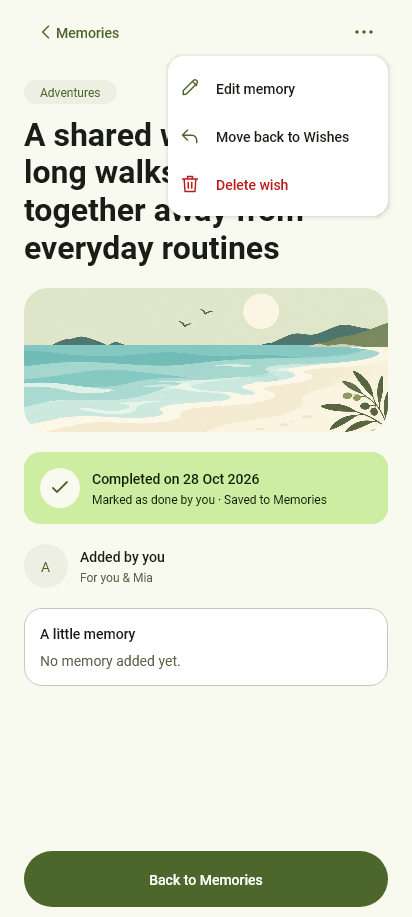 Memories
Adventures
Edit memory
Move back to Wishes
Delete wish
A shared
long walks
together away from
everyday routines
Completed on 28 Oct 2026
Marked as done by you · Saved to Memories
A
Added by you
For you & Mia
A little memory
No memory added yet.
Back to Memories